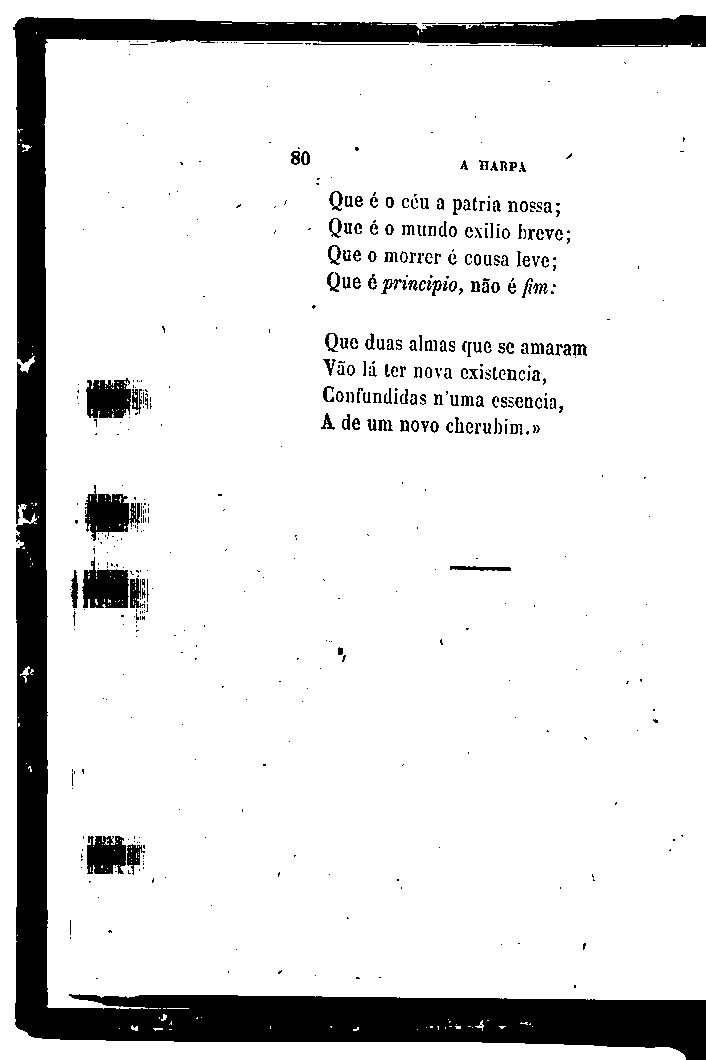 80 A HARPA
Que é o céu a patria nossa;
Que é o mundo exilio breve;
Que o morrer é cousa leve;
Que é principio, não é fim:
Que duas almas que se amaram
Vão lá ter nova existencia,
Confundidas n'uma essencia,
A de um novo cherubim.»